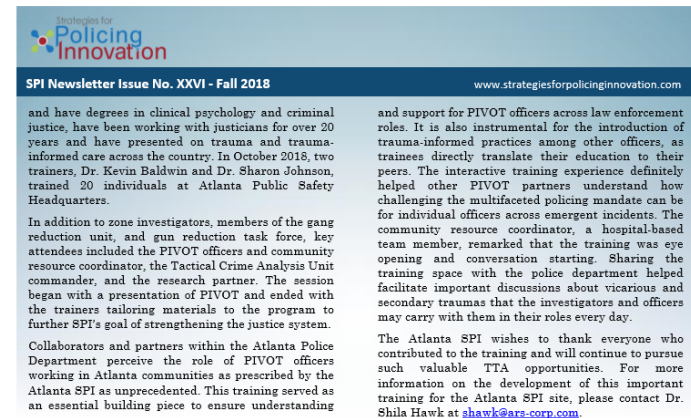 Strategies for
Policing
Innovation
SPI Newsletter Issue No. XXVI - Fall 2018
www.strategiesforpolicinginnovation.com
and have degrees in clinical psychology and criminal
justice, have been working with justicians for over 20
years and have presented on trauma and trauma-
informed care across the country. In October 2018, two
trainers, Dr. Kevin Baldwin and Dr. Sharon Johnson,
trained 20 individuals at Atlanta Public Safety
Headquarters.
In addition to zone investigators, members of the gang
reduction unit, and gun reduction task force, key
attendees included the PIVOT officers and community
resource coordinator, the Tactical Crime Analysis Unit
commander, and the research partner. The session
began with a presentation of PIVOT and ended with
the trainers tailoring materials to the program to
further SPI's goal of strengthening the justice system.
Collaborators and partners within the Atlanta Police
Department perceive the role of PIVOT officers
working in Atlanta communities as prescribed by the
Atlanta SPI as unprecedented. This training served as
an essential building piece to ensure understanding
and support for PIVOT officers across law enforcement
roles. It is also instrumental for the introduction of
trauma-informed practices among other officers, as
trainees directly translate their education to their
peers. The interactive training experience definitely
helped other PIVOT partners understand how
challenging the multifaceted policing mandate can be
for individual officers across emergent incidents. The
community resource coordinator, a hospital-based
team member, remarked that the training was eye
opening and conversation starting. Sharing the
training space with the police department helped
facilitate important discussions about vicarious and
secondary traumas that the investigators and officers
may carry with them in their roles every day.
The Atlanta SPI wishes to thank everyone who
contributed to the training and will continue to pursue
such valuable TTA opportunities. For more
information on the development of this important
training for the Atlanta SPI site, please contact Dr.
Shila Hawk at shawk@ars-corp.com.